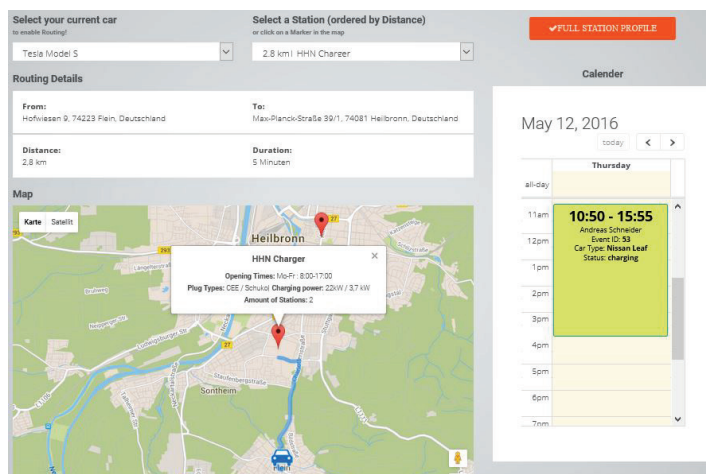 Select your current car
to enable Routing!
Tesla Model S
Select a Station (ordered by Distance)
or click on a Marker in the map
2.8 km| HHN Charger
✔FULL STATION PROFILE
Routing Details
From:
Hofwiesen 9, 74223 Flein, Deutschland
To:
Max-Planck-Straße 39/1, 74081 Heilbronn, Deutschland
Distance:
2,8 km
Duration:
5 Minuten
Map
Karte Satellit
Heilbronn
27
293
HHN Charger
×
Opening Times: Mo-Fr : 8:00-17:00
Plug Types: CEE / Schuko| Charging power: 22kW / 3,7 kW
Amount of Stations: 2
27
Staufenbergstraße
Sontheim
Flein
L1106
Calender
May 12, 2016
today < >
Thursday
all-day
11am
12pm
1pm
2pm
3pm
4pm
5pm
6pm
7pm
10:50 - 15:55
Andreas Schneider
Event ID: 53
Car Type: Nissan Leaf
Status: charging